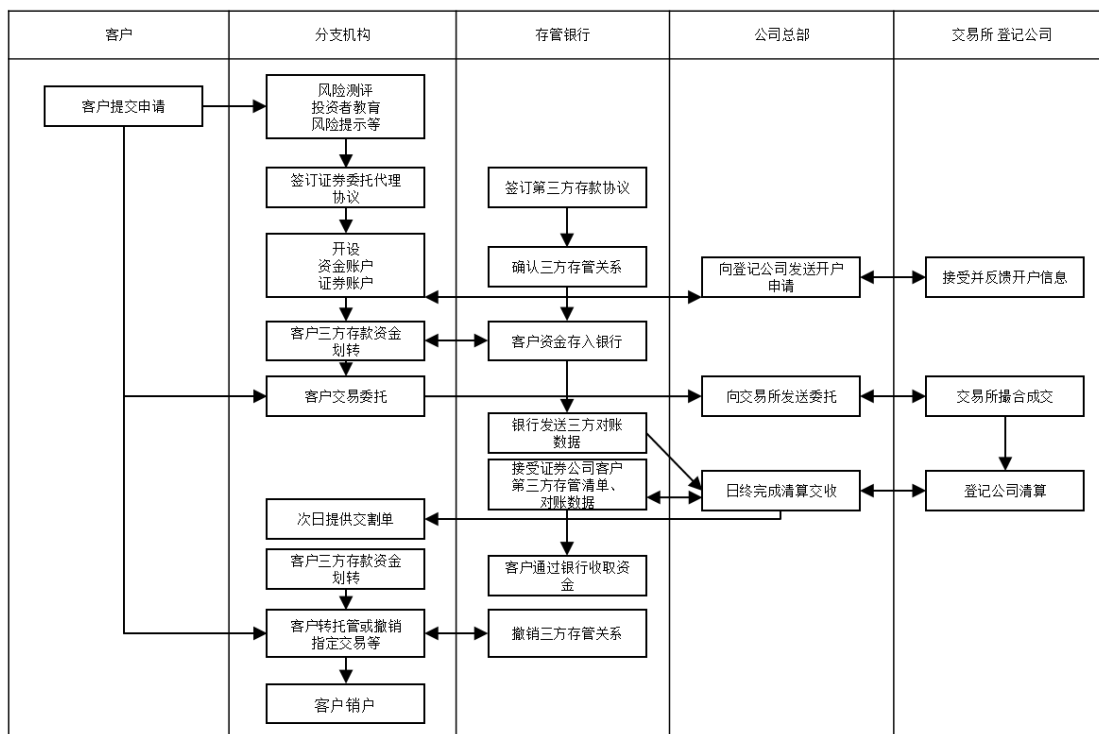 客户
分支机构
存管银行
公司总部
交易所 登记公司
客户提交申请
风险测评
投资者教育
风险提示等
签订证券委托代理
协议
签订第三方存款协议
开设
资金账户
证券账户
确认三方存管关系
向登记公司发送开户
申请
接受并反馈开户信息
客户三方存款资金
划转
客户资金存入银行
客户交易委托
向交易所发送委托
交易所撮合成交
银行发送三方对账
数据
接受证券公司客户
第三方存管清单、
对账数据
日终完成清算交收
登记公司清算
次日提供交割单
客户三方存款资金
划转
客户通过银行收取资
金
客户转托管或撤销
指定交易等
撤销三方存管关系
客户销户